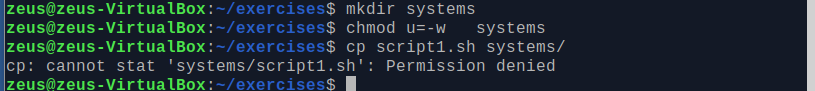 zeus@zeus-VirtualBox:~/exercises$ mkdir systems
zeus@zeus-VirtualBox:~/exercises$ chmod u=-w   systems
zeus@zeus-VirtualBox:~/exercises$ cp script1.sh systems/
cp: cannot stat 'systems/script1.sh': Permission denied
zeus@zeus-VirtualBox:~/exercises$